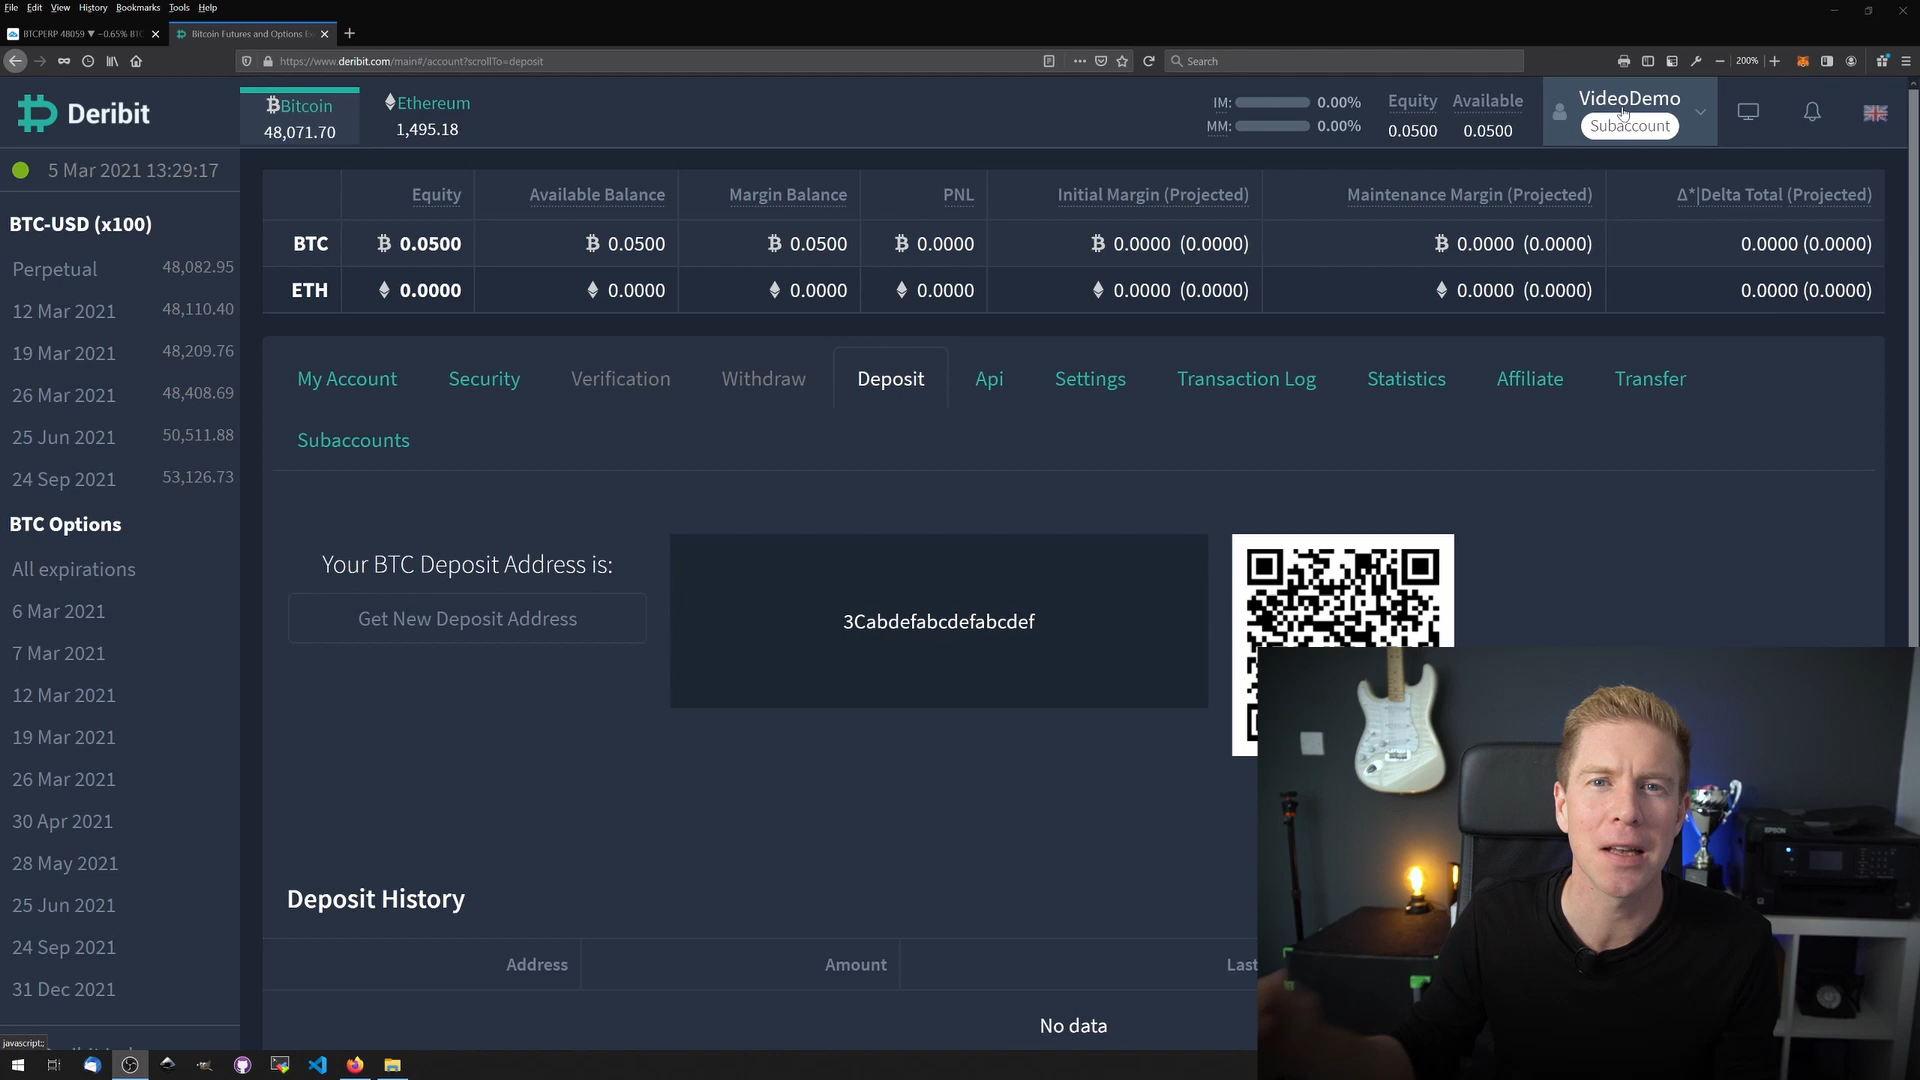 File Edit View History Bookmarks Tools Help
BTCPERP 48059 ▼ −0.65% BTC
Bitcoin Futures and Options Ex
https://www.deribit.com/main#/account?scrollTo=deposit
Search
200%
Deribit
Bitcoin
48,071.70
Ethereum
1,495.18
IM: 0.00%
MM: 0.00%
Equity
0.0500
Available
0.0500
VideoDemo
Subaccount
5 Mar 2021 13:29:17
BTC-USD (x100)
Perpetual 48,082.95
12 Mar 2021 48,110.40
19 Mar 2021 48,209.76
26 Mar 2021 48,408.69
25 Jun 2021 50,511.88
24 Sep 2021 53,126.73
BTC Options
All expirations
6 Mar 2021
7 Mar 2021
12 Mar 2021
19 Mar 2021
26 Mar 2021
30 Apr 2021
28 May 2021
25 Jun 2021
24 Sep 2021
31 Dec 2021
javascript:;
Equity Available Balance Margin Balance PNL Initial Margin (Projected) Maintenance Margin (Projected) Δ*|Delta Total (Projected)
BTC ₿ 0.0500 ₿ 0.0500 ₿ 0.0500 ₿ 0.0000 ₿ 0.0000 (0.0000) ₿ 0.0000 (0.0000) 0.0000 (0.0000)
ETH 0.0000 0.0000 0.0000 0.0000 0.0000 (0.0000) 0.0000 (0.0000) 0.0000 (0.0000)
My Account Security Verification Withdraw Deposit Api Settings Transaction Log Statistics Affiliate Transfer
Subaccounts
Your BTC Deposit Address is:
Get New Deposit Address
3Cabdefabcdefabcdef
Deposit History
Address Amount Last
No data
EPSON